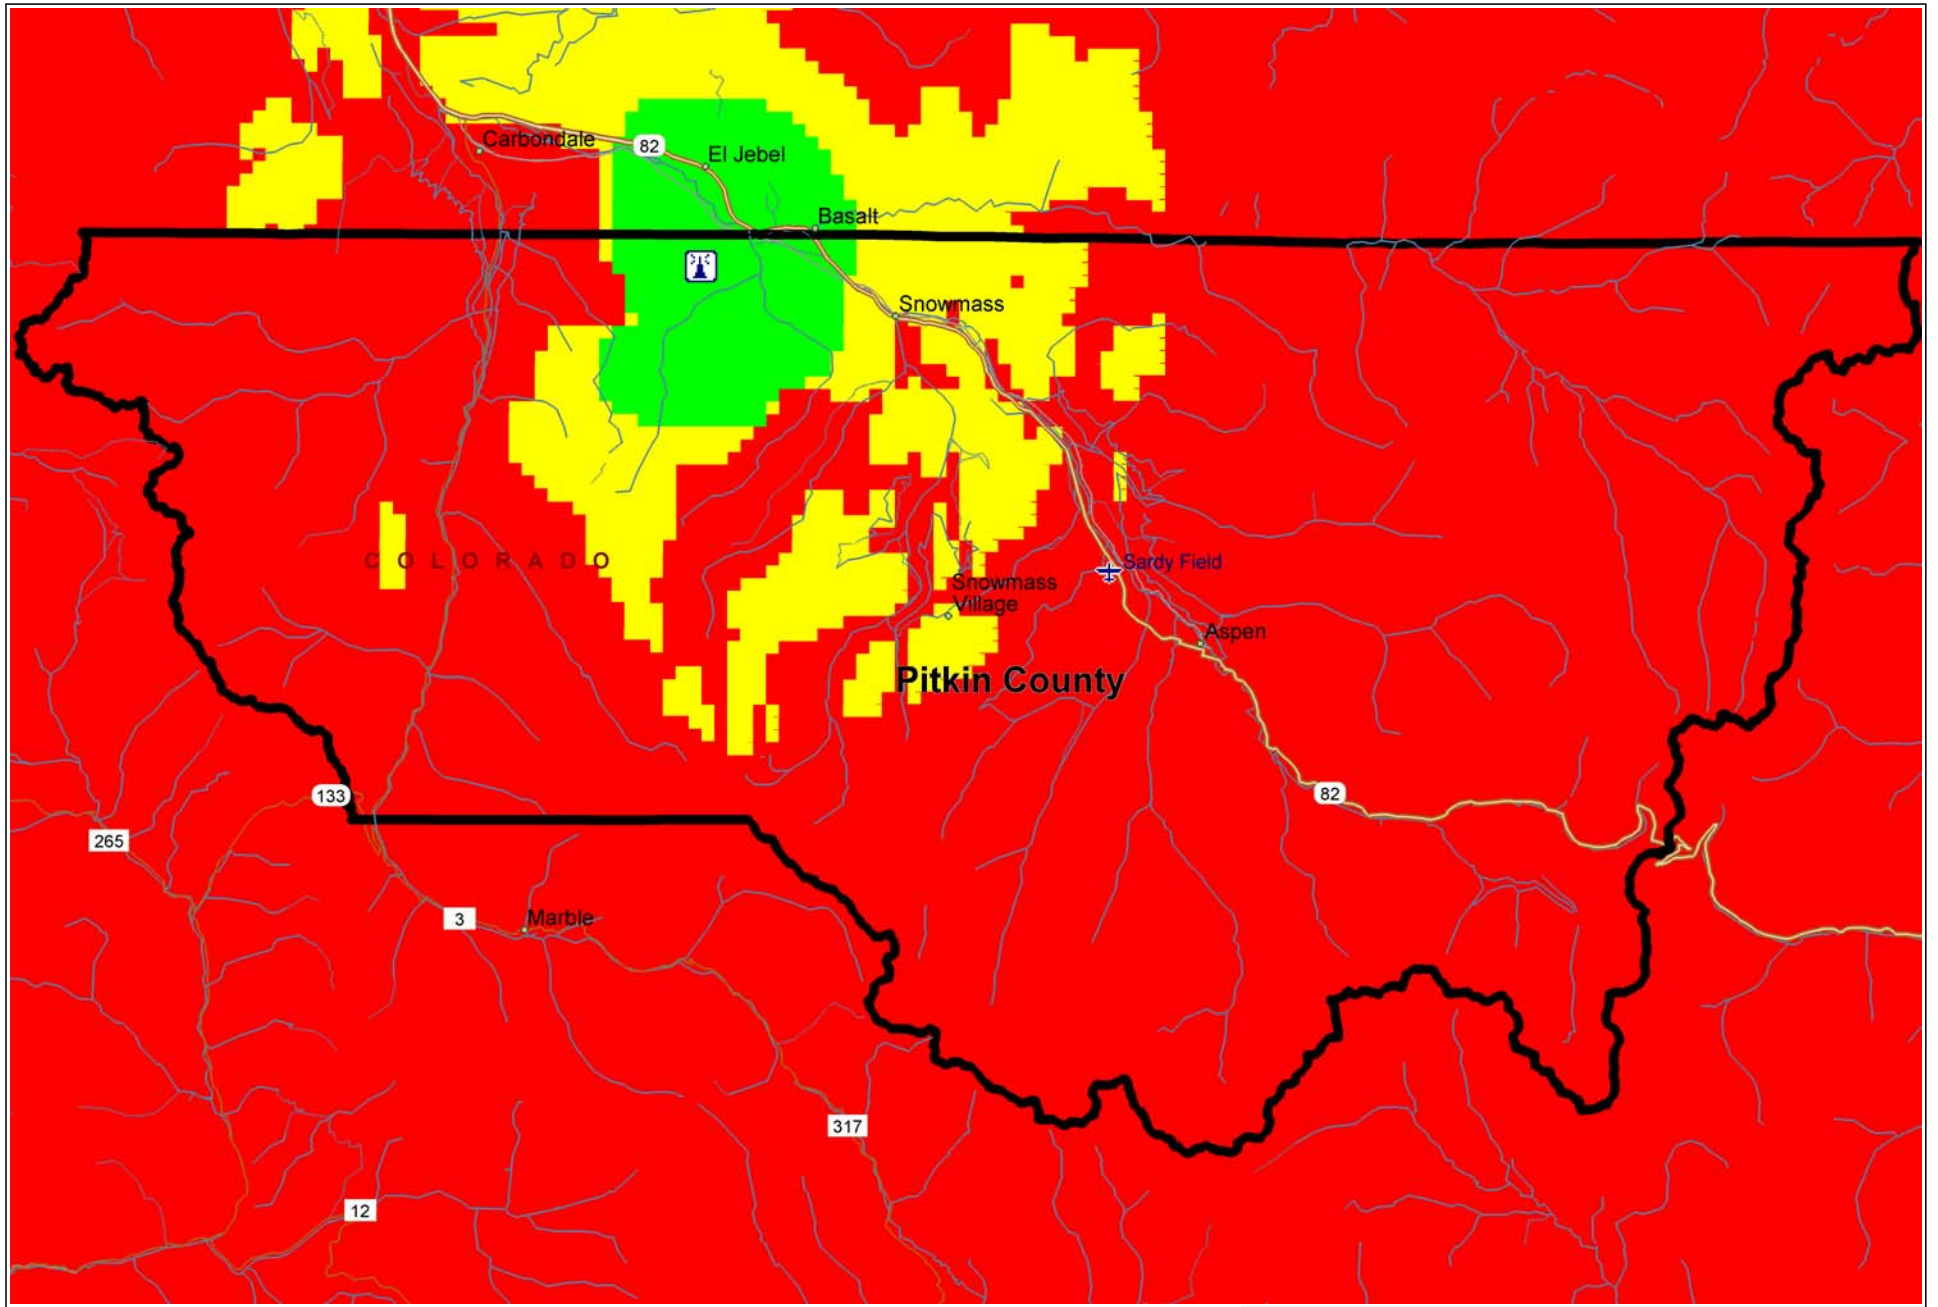 Carbondale
82
El Jebel
Basalt
Snowmass
COLORADO
Sardy Field
Snowmass
Village
Aspen
Pitkin County
133
82
265
3
Marble
317
12